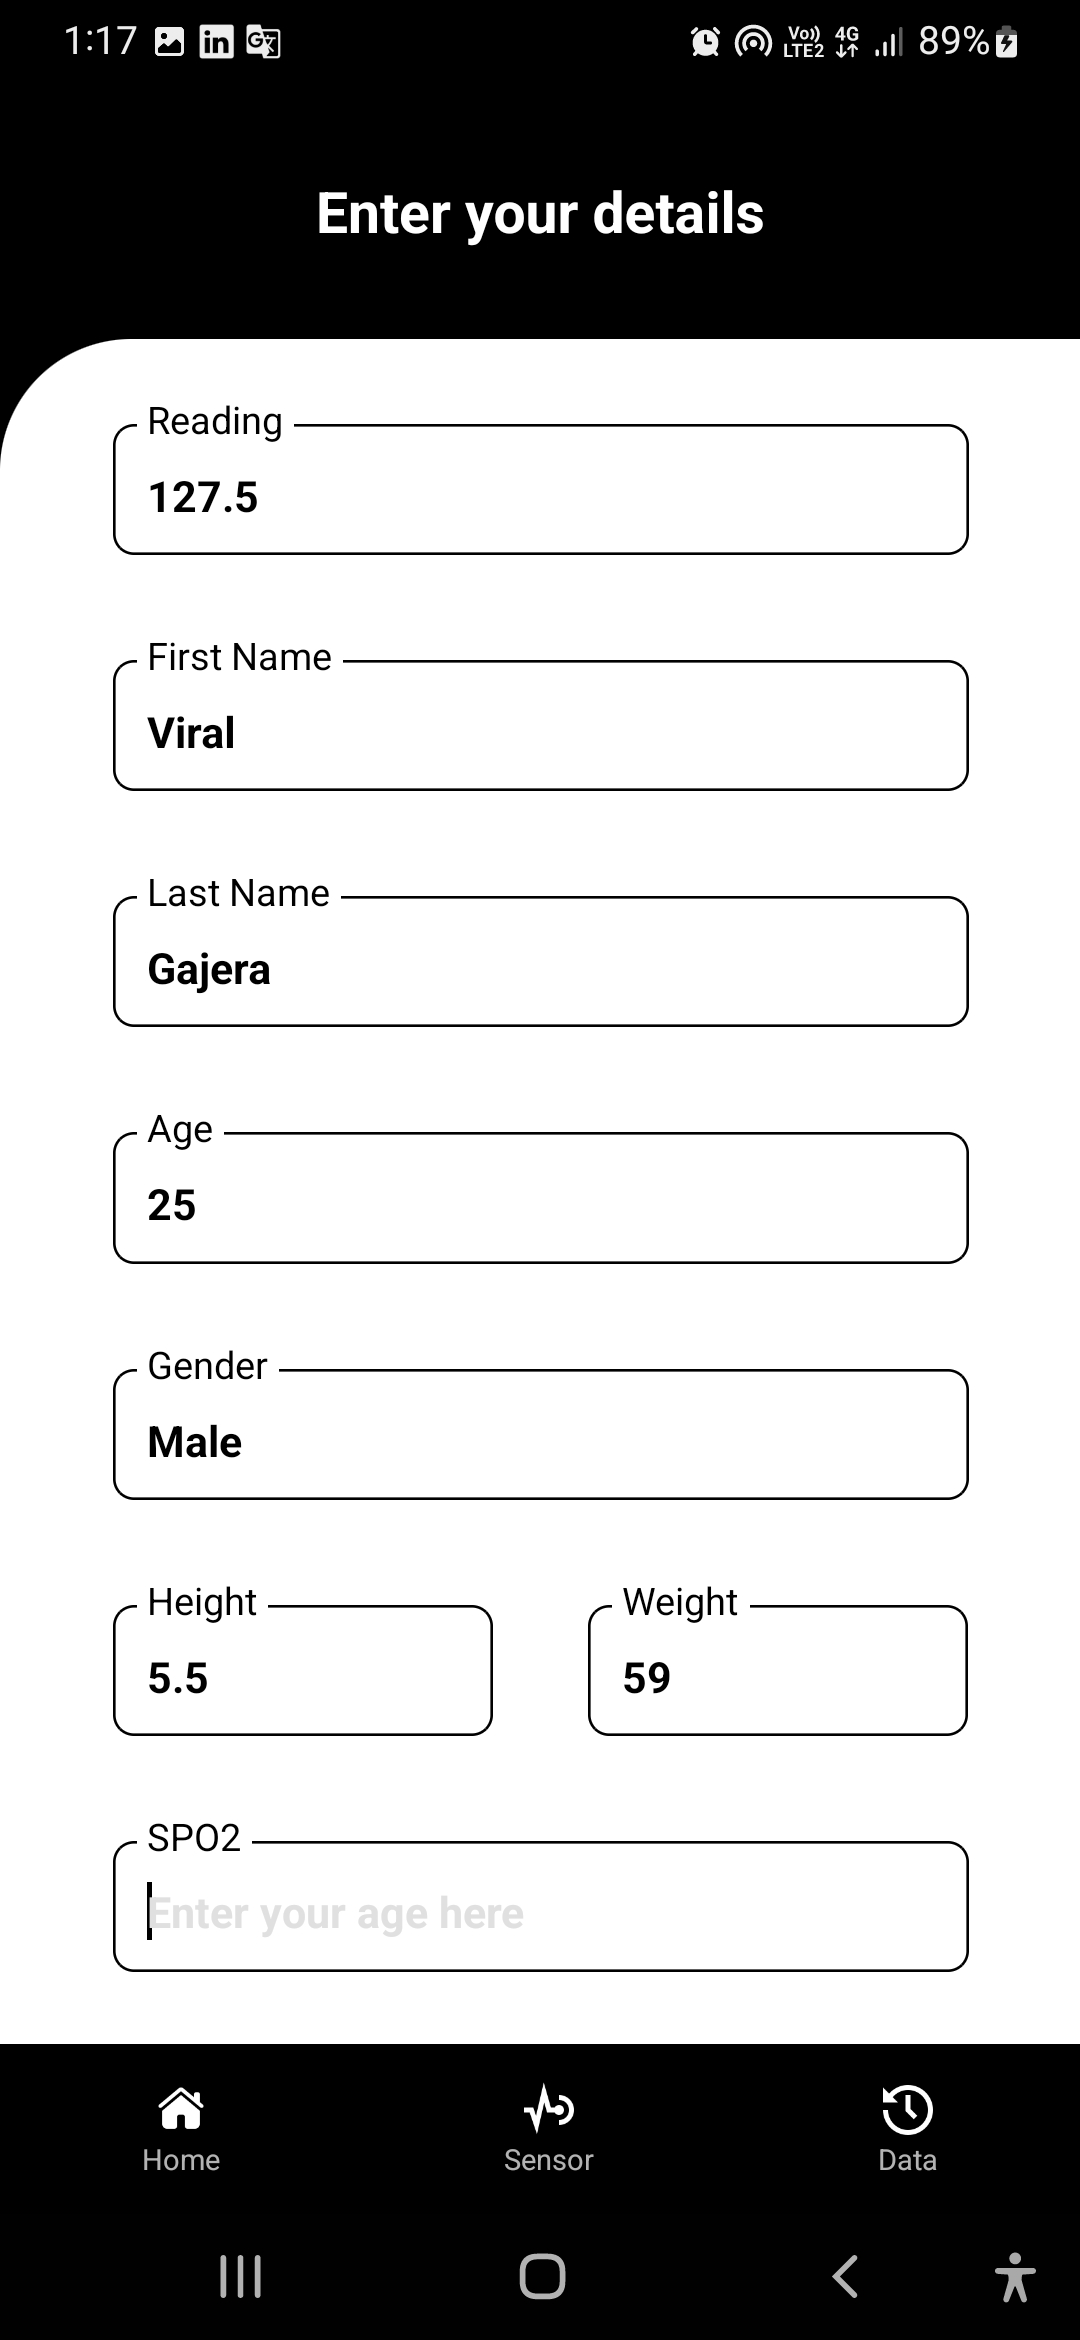 1:17 in G Vo)) LTE2 4G 89%
Enter your details
Reading
127.5
First Name
Viral
Last Name
Gajera
Age
25
Gender
Male
Height Weight
5.5 59
SPO2
Enter your age here
Home Sensor Data